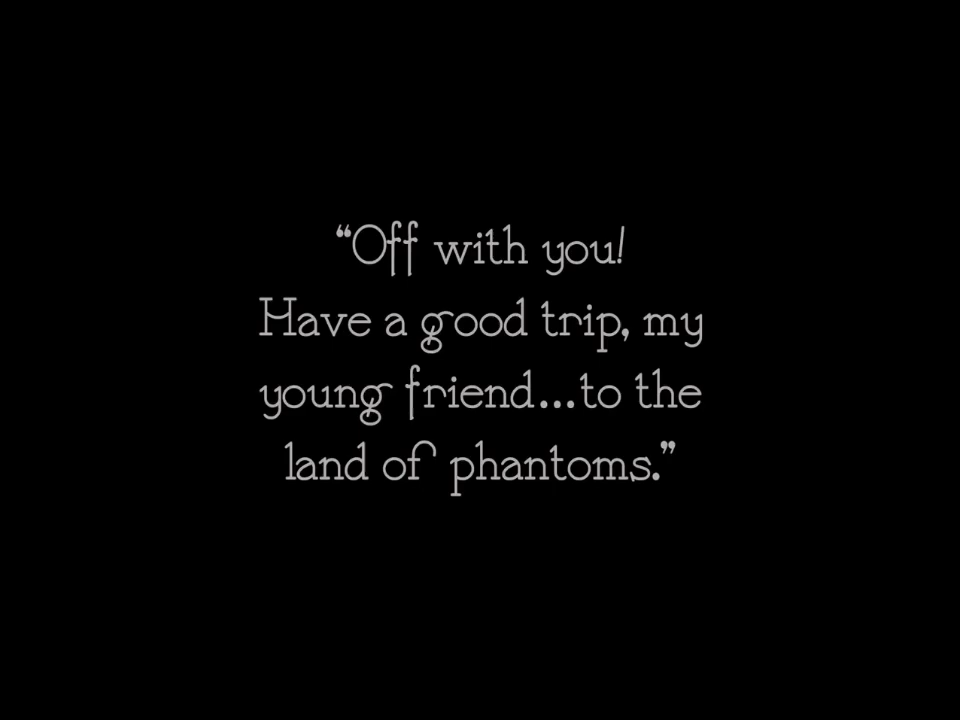 “Off with you!
Have a good trip, my
young friend...to the
land of phantoms.”